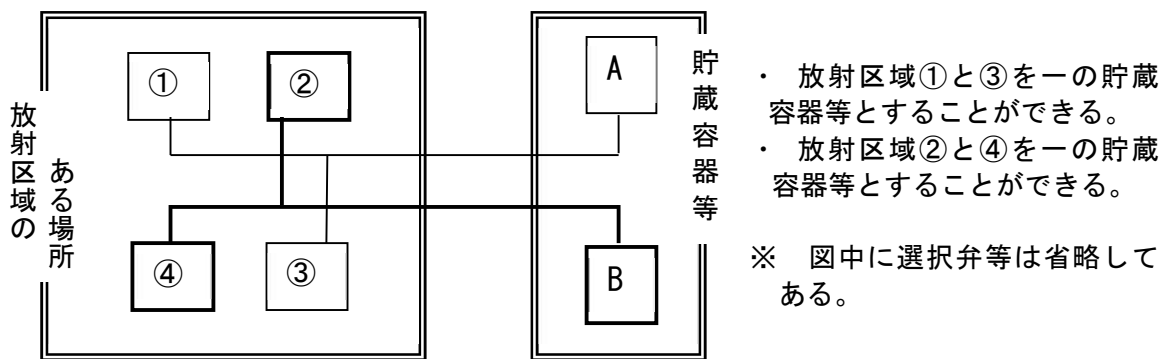 放射区域の
ある場所
①
②
④
③
A
B
貯蔵容器等
・ 放射区域①と③を一の貯蔵
容器等とすることができる。
・ 放射区域②と④を一の貯蔵
容器等とすることができる。
※ 図中に選択弁等は省略して
ある。